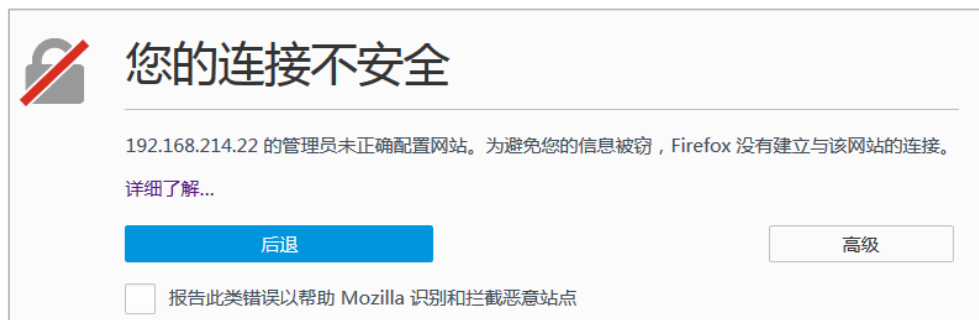 您的连接不安全
192.168.214.22 的管理员未正确配置网站。为避免您的信息被窃，Firefox 没有建立与该网站的连接。
详细了解...
后退
高级
报告此类错误以帮助 Mozilla 识别和拦截恶意站点